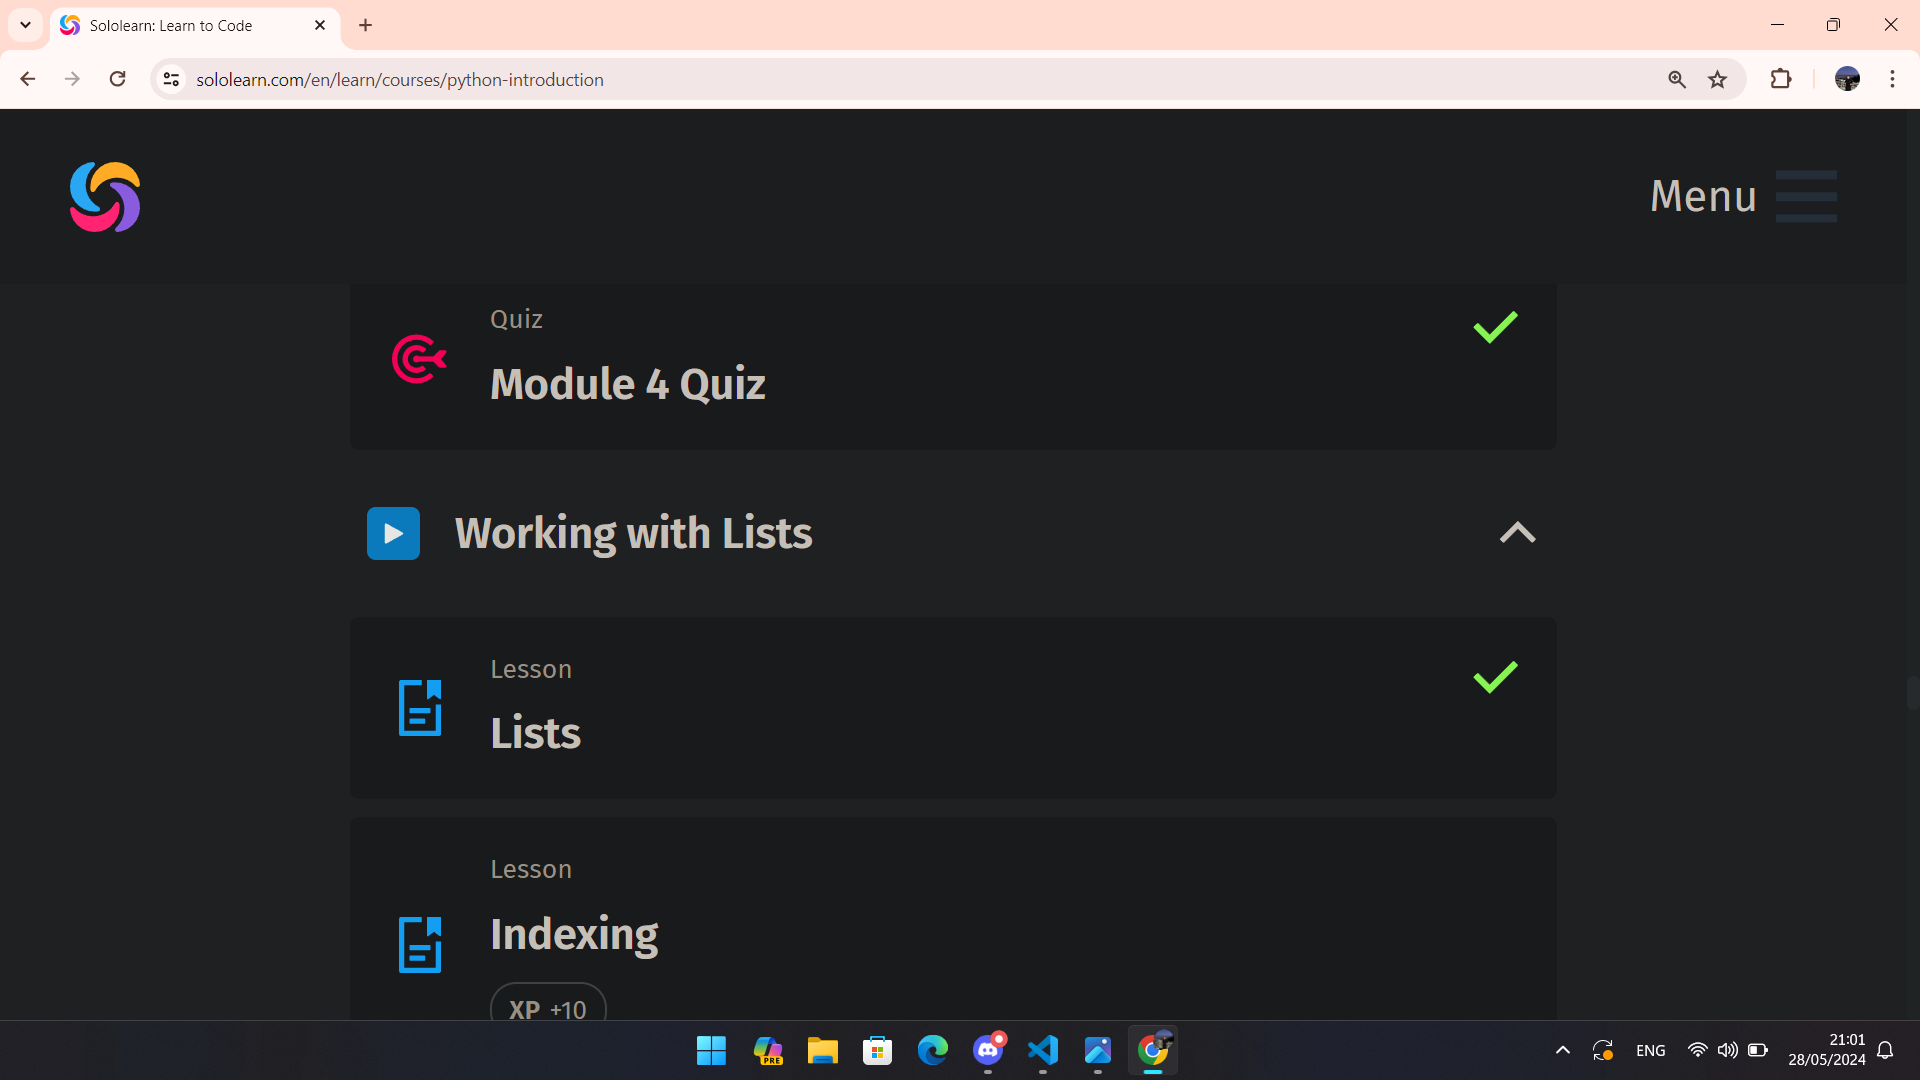 Sololearn: Learn to Code
sololearn.com/en/learn/courses/python-introduction
Menu
Quiz
Module 4 Quiz
Working with Lists
Lesson
Lists
Lesson
Indexing
XP +10
PRE
ENG
21:01
28/05/2024